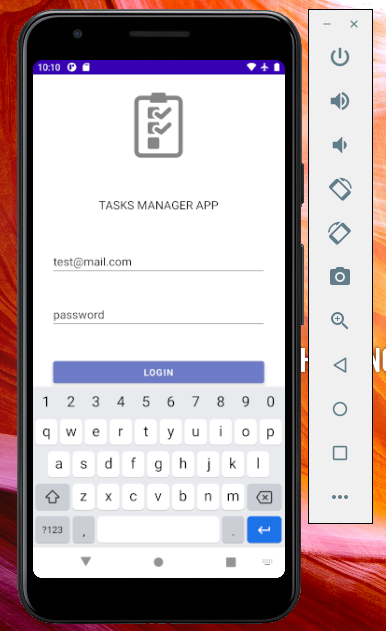 10:10
TASKS MANAGER APP
test@mail.com
password
LOGIN
1 2 3 4 5 6 7 8 9 0
q w e r t y u i o p
a s d f g h j k l
z x c v b n m
?123 , .